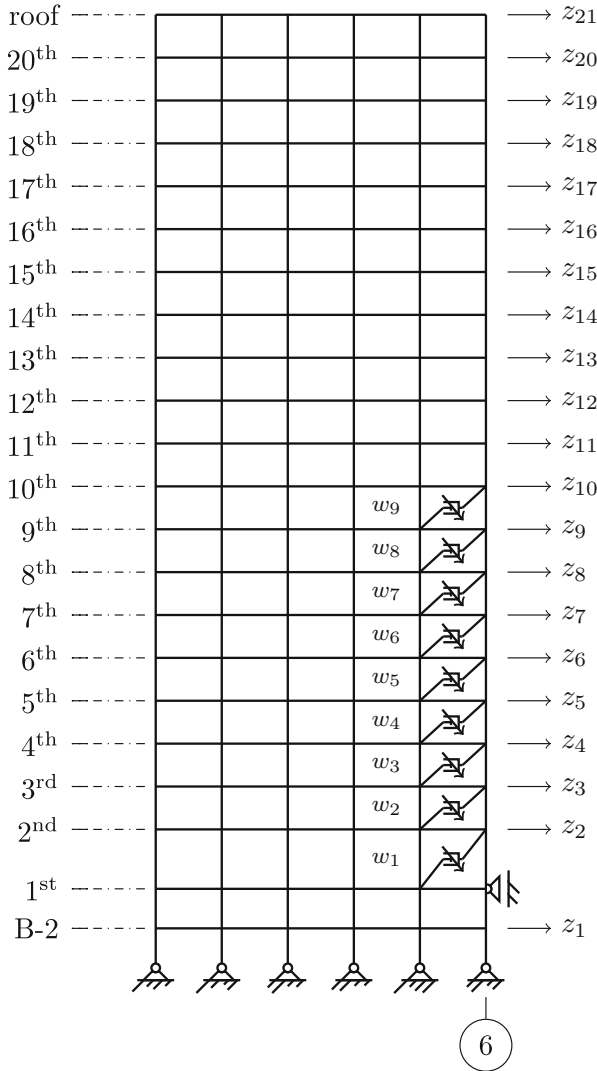 roof z₂₁
20ᵗʰ z₂₀
19ᵗʰ z₁₉
18ᵗʰ z₁₈
17ᵗʰ z₁₇
16ᵗʰ z₁₆
15ᵗʰ z₁₅
14ᵗʰ z₁₄
13ᵗʰ z₁₃
12ᵗʰ z₁₂
11ᵗʰ z₁₁
10ᵗʰ z₁₀
w₉
9ᵗʰ z₉
w₈
8ᵗʰ z₈
w₇
7ᵗʰ z₇
w₆
6ᵗʰ z₆
w₅
5ᵗʰ z₅
w₄
4ᵗʰ z₄
w₃
3ʳᵈ z₃
w₂
2ⁿᵈ z₂
w₁
1ˢᵗ
B-2 z₁
6